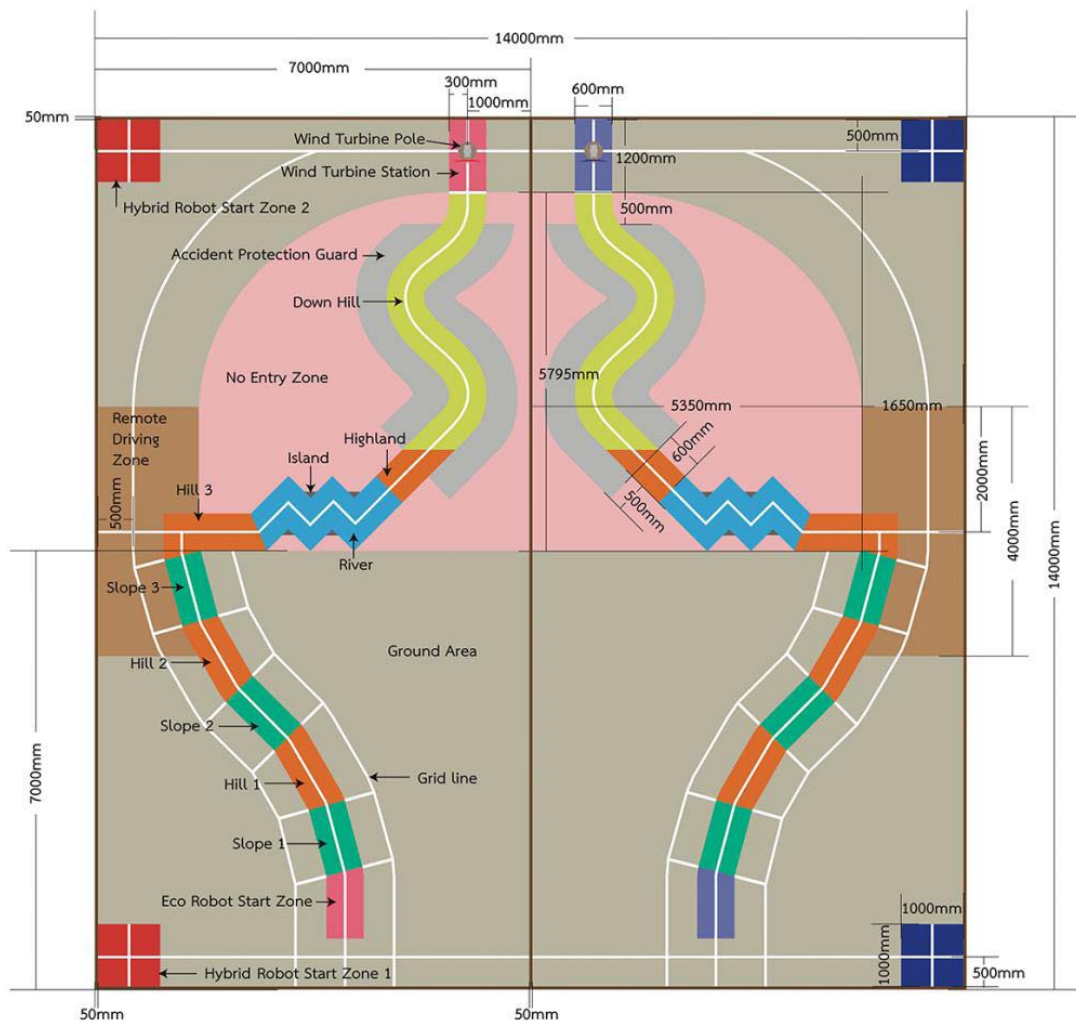 14000mm
7000mm
300mm
600mm
1000mm
50mm
Wind Turbine Pole
500mm
1200mm
Wind Turbine Station
Hybrid Robot Start Zone 2
500mm
Accident Protection Guard
Down Hill
No Entry Zone
5795mm
5350mm
1650mm
Remote
Driving
Zone
Highland
Island
600mm
Hill 3
500mm
500mm
2000mm
4000mm
14000mm
River
Slope 3
Ground Area
Hill 2
Slope 2
7000mm
Hill 1
Grid line
Slope 1
Eco Robot Start Zone
1000mm
1000mm
Hybrid Robot Start Zone 1
500mm
50mm
50mm